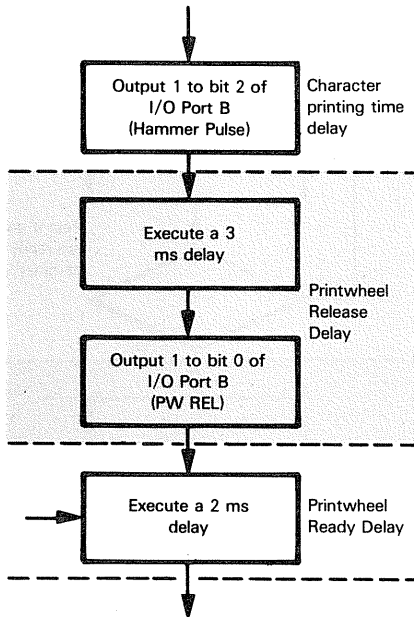 Output 1 to bit 2 of
I/O Port B
(Hammer Pulse)
Character
printing time
delay
Execute a 3
ms delay
Printwheel
Release
Delay
Output 1 to bit 0 of
I/O Port B
(PW REL)
Execute a 2 ms
delay
Printwheel
Ready Delay